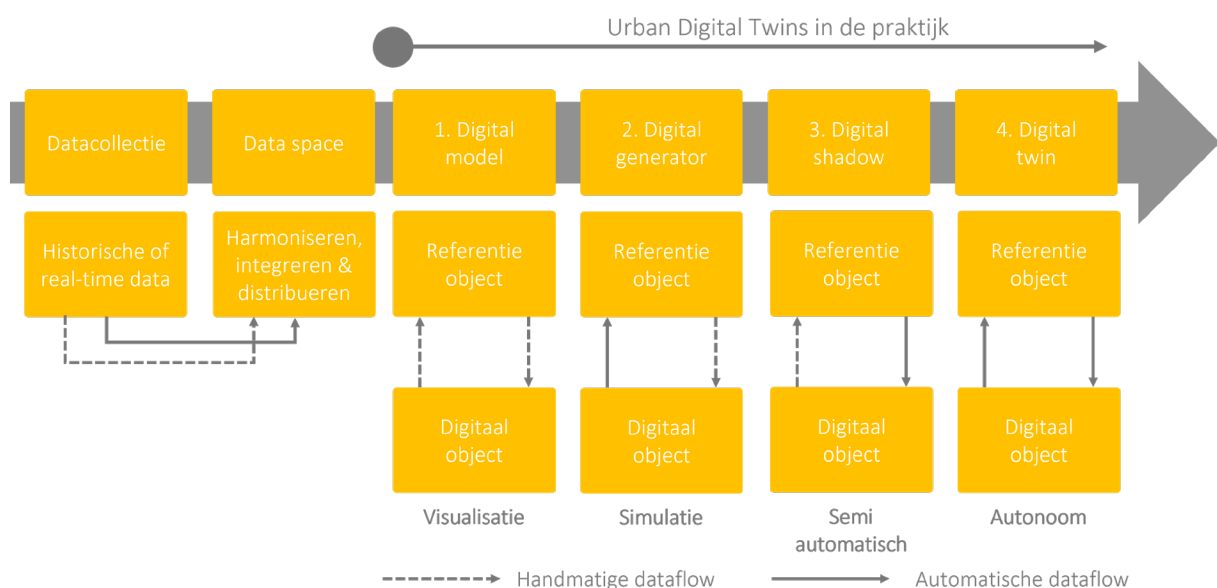 Urban Digital Twins in de praktijk
Datacollectie
Data space
1. Digital
model
2. Digital
generator
3. Digital
shadow
4. Digital
twin
Historische of
real-time data
Harmoniseren,
integreren &
distribueren
Referentie
object
Referentie
object
Referentie
object
Referentie
object
Digitaal
object
Digitaal
object
Digitaal
object
Digitaal
object
Visualisatie
Simulatie
Semi
automatisch
Autonoom
Handmatige dataflow
Automatische dataflow